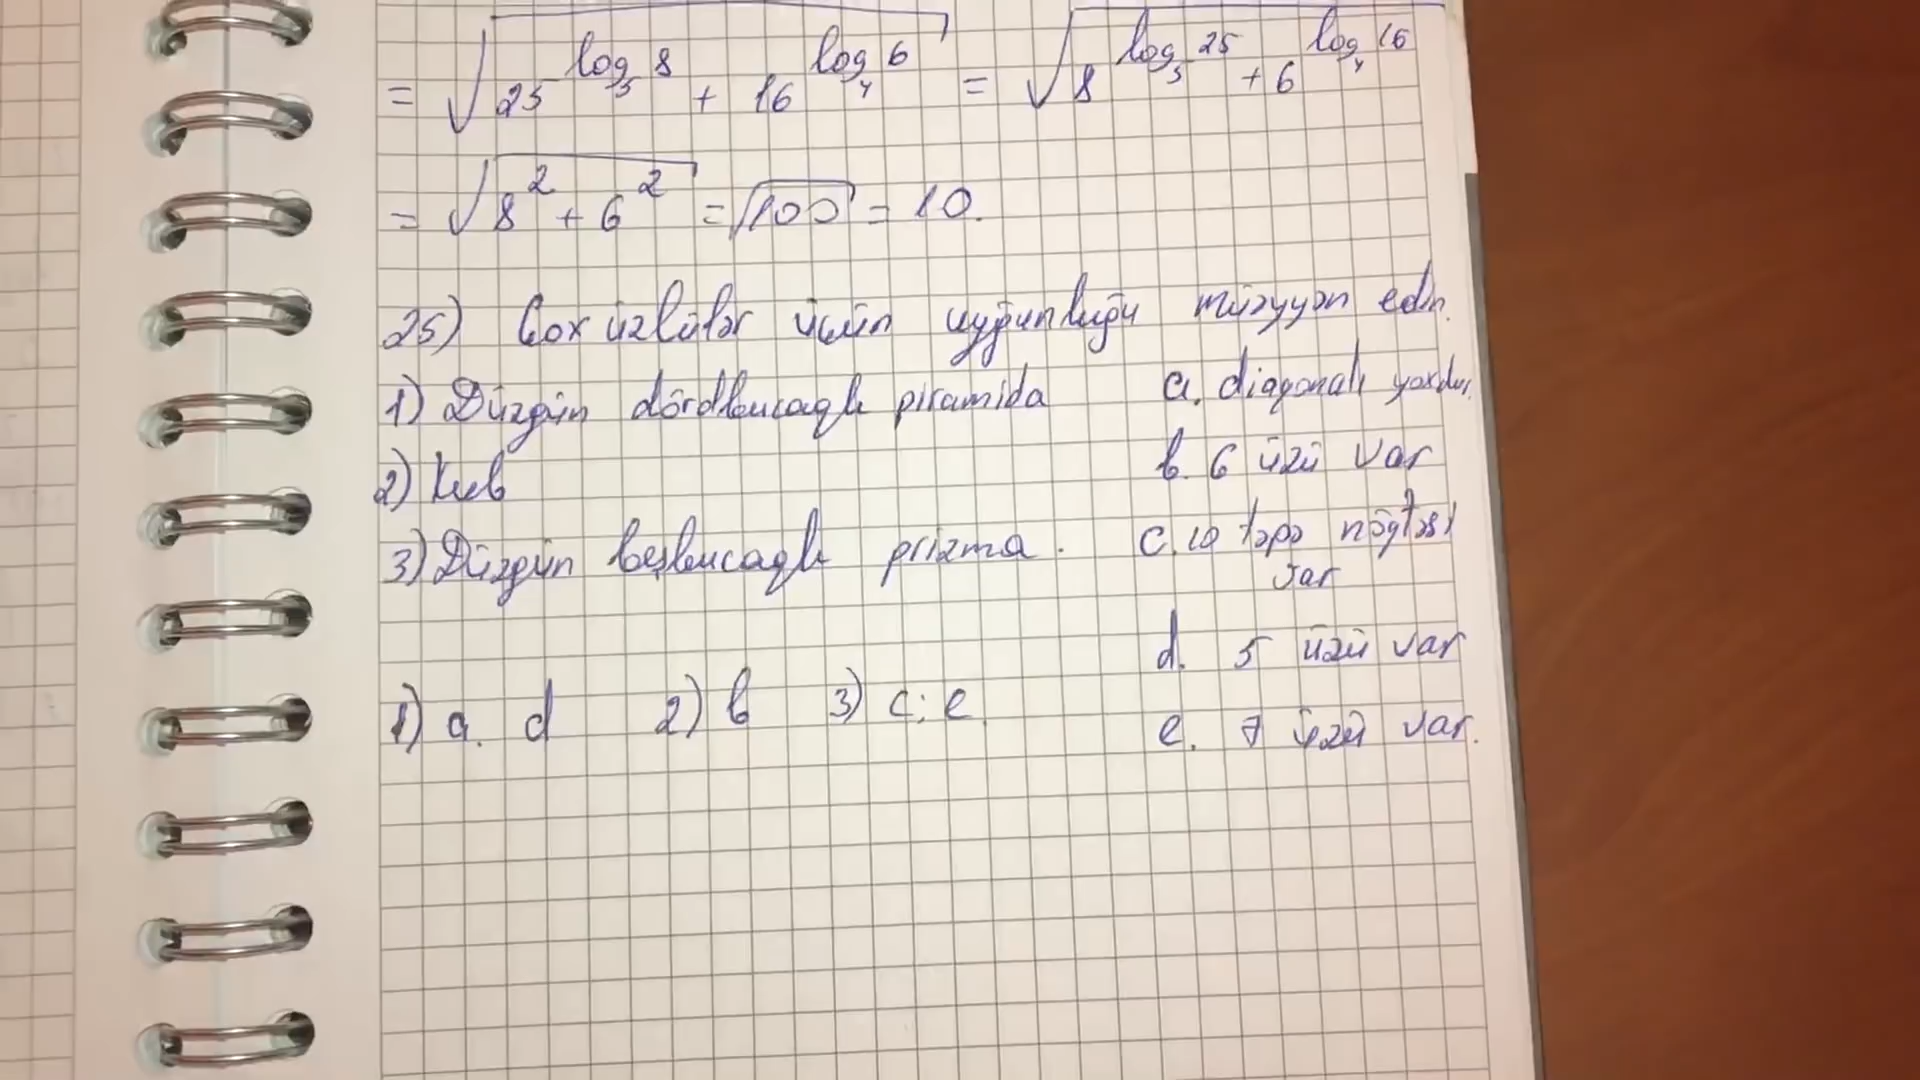 = √(25^(log₅ 8) + 16^(log₄ 6)) = √(8^(log₅ 25) + 6^(log₄ 16))
= √(8² + 6²) = √100 = 10.
25) Çox üzlülər üçün uyğunluğu müəyyən edin.
1) Düzgün dördbucaqlı piramida a. diaqonalı yoxdur.
2) Kub b. 6 üzü var
3) Düzgün beşbucaqlı prizma. c. 10 təpə nöqtəsi
var
d. 5 üzü var
1) a. d 2) b 3) c; e
e. 7 üzü var.